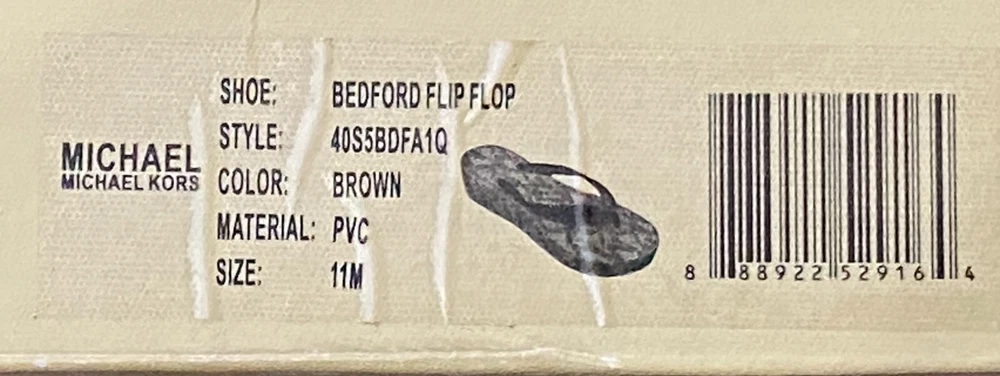 MICHAEL
MICHAEL KORS
SHOE: BEDFORD FLIP FLOP
STYLE: 40S5BDFA1Q
COLOR: BROWN
MATERIAL: PVC
SIZE: 11M
8 88922 52916 4